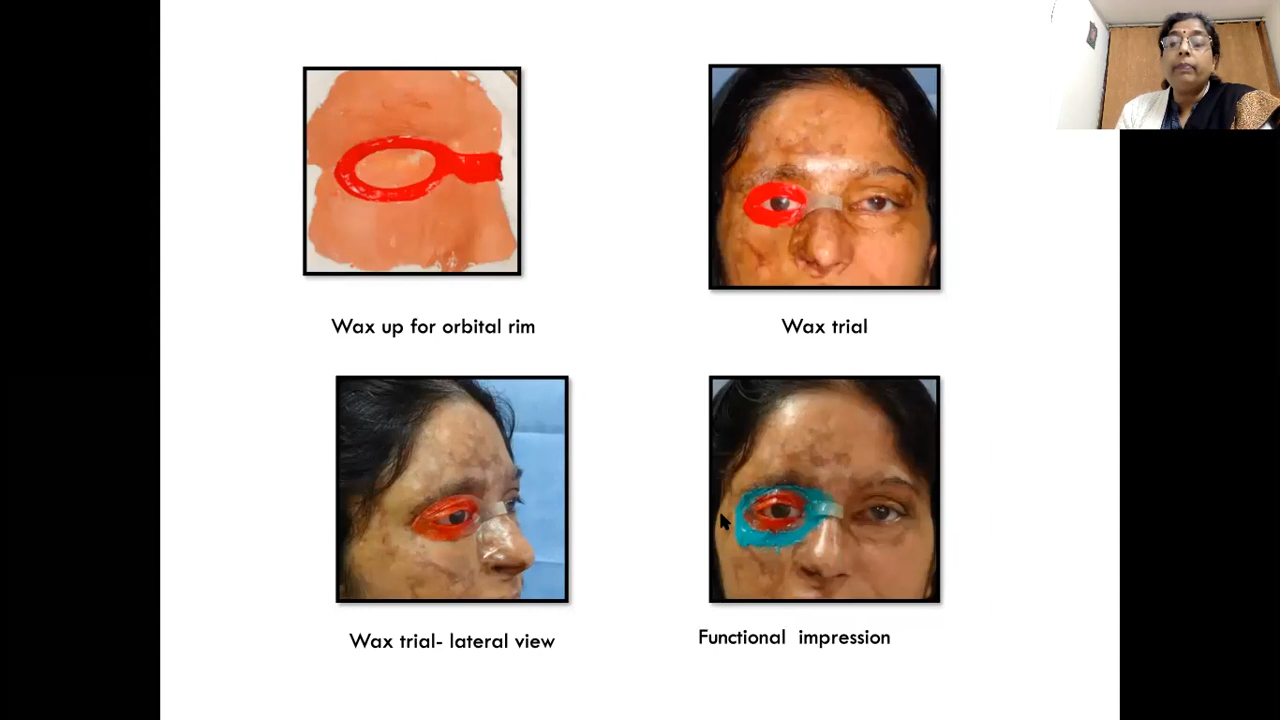 Wax up for orbital rim
Wax trial
Wax trial- lateral view
Functional  impression